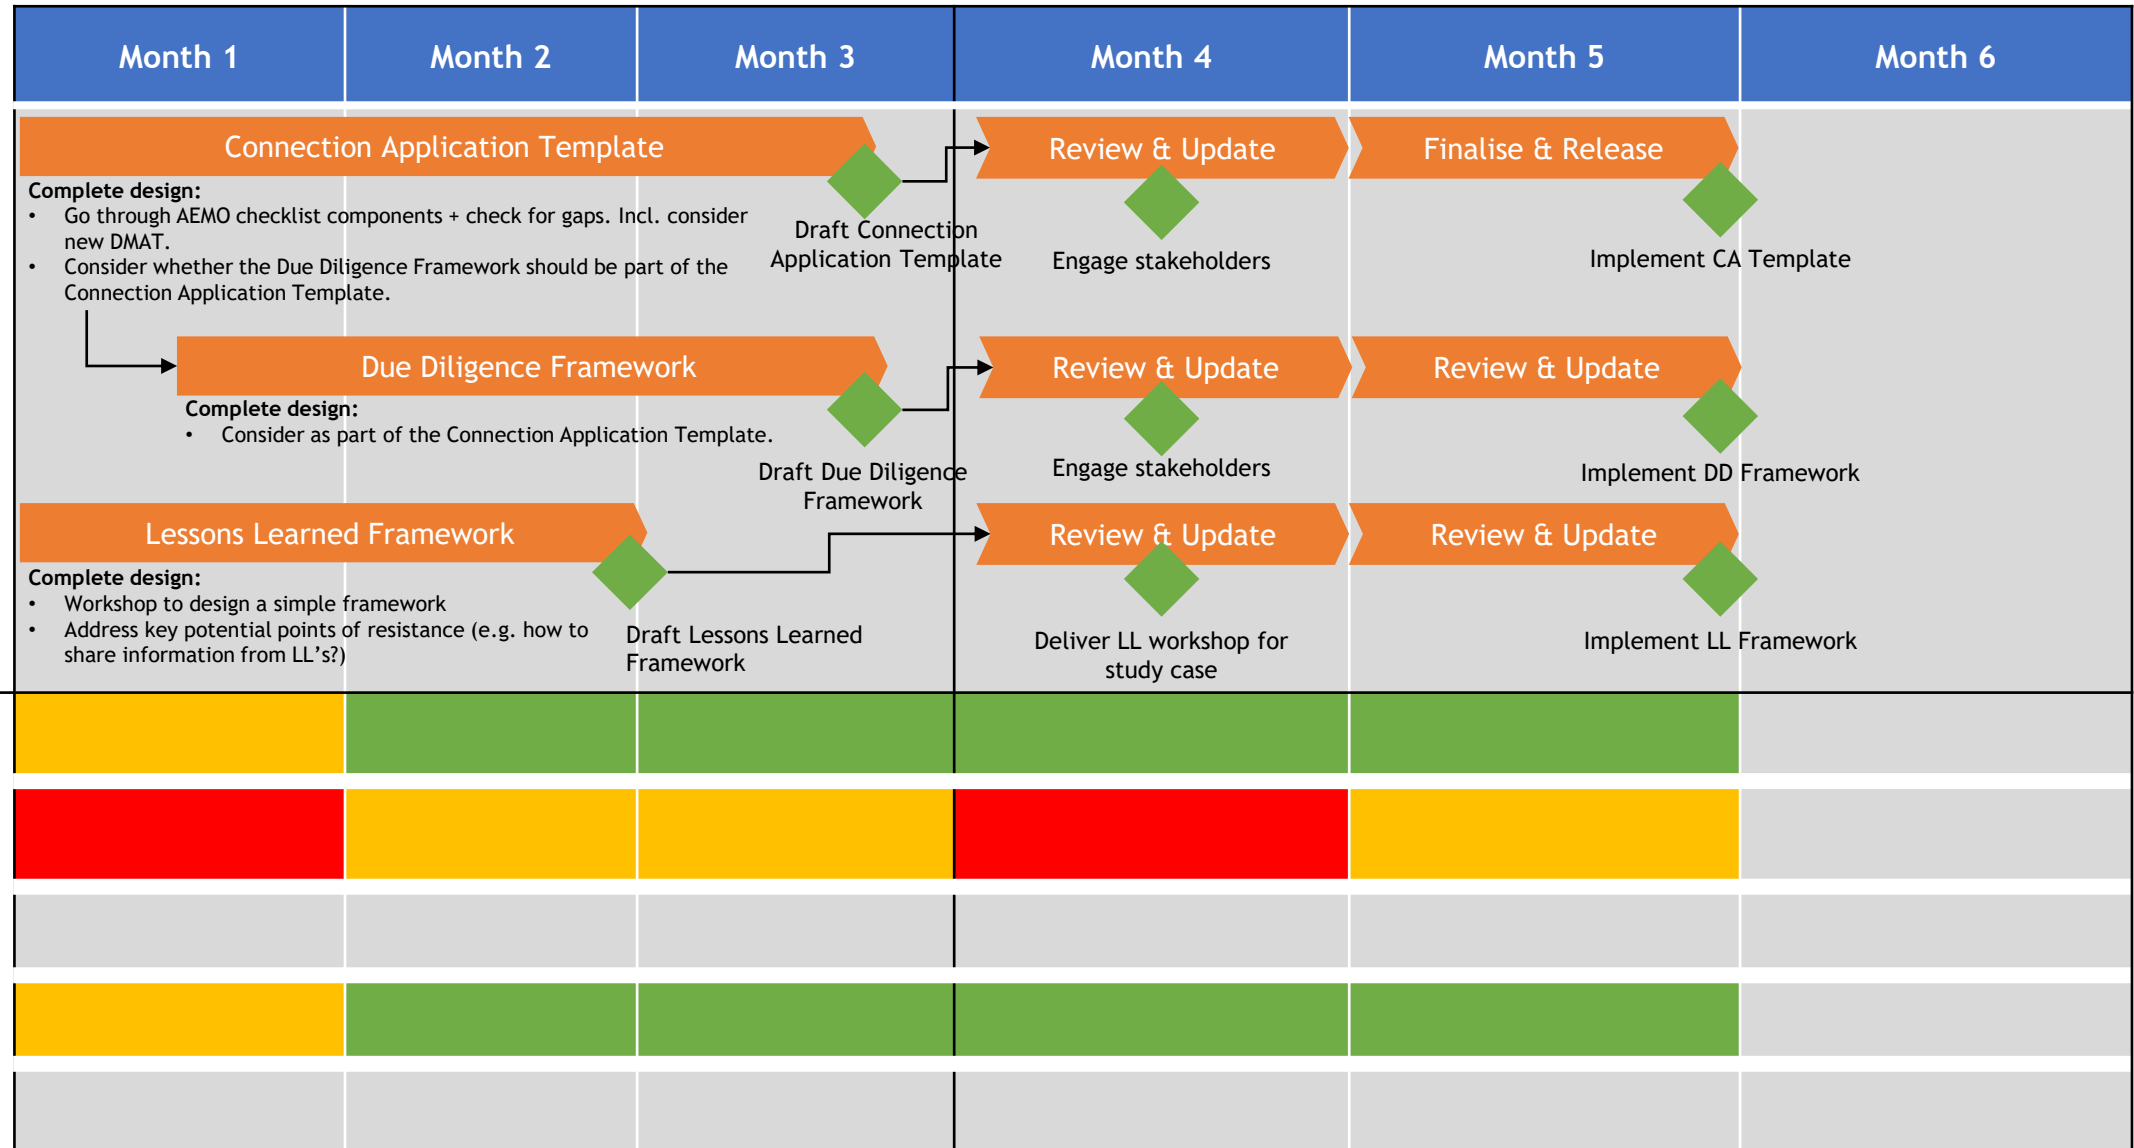 Month 1
Month 2
Month 3
Month 4
Month 5
Month 6
Connection Application Template
Review & Update
Finalise & Release
Complete design:
• Go through AEMO checklist components + check for gaps. Incl. consider
new DMAT.
• Consider whether the Due Diligence Framework should be part of the
Connection Application Template.
Draft Connection
Application Template
Engage stakeholders
Implement CA Template
Due Diligence Framework
Review & Update
Review & Update
Complete design:
• Consider as part of the Connection Application Template.
Draft Due Diligence
Framework
Engage stakeholders
Implement DD Framework
Lessons Learned Framework
Review & Update
Review & Update
Complete design:
• Workshop to design a simple framework
• Address key potential points of resistance (e.g. how to
share information from LL’s?)
Draft Lessons Learned
Framework
Deliver LL workshop for
study case
Implement LL Framework